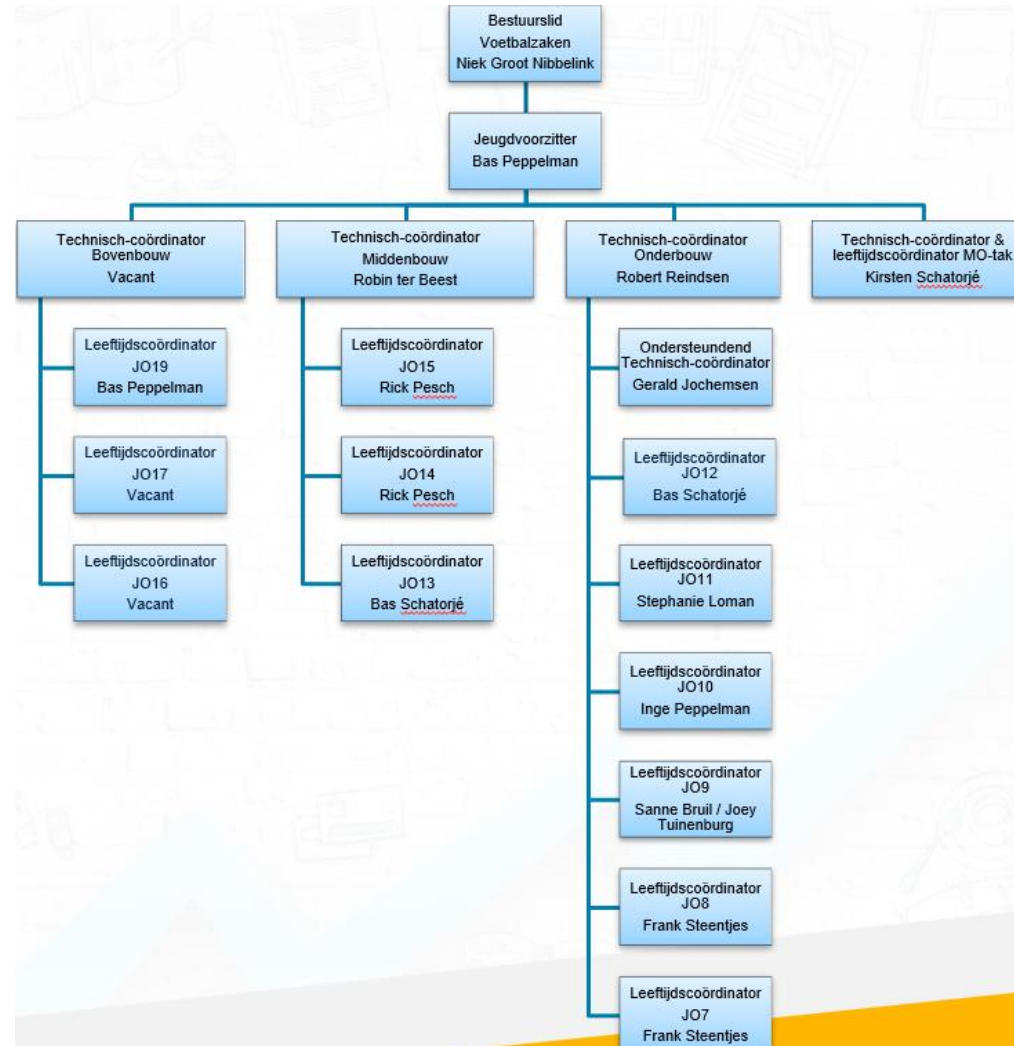 Bestuurslid
Voetbalzaken
Niek Groot Nibbelink
Jeugdvoorzitter
Bas Peppelman
Technisch-coördinator
Bovenbouw
Vacant
Leeftijdscoördinator
JO19
Bas Peppelman
Leeftijdscoördinator
JO17
Vacant
Leeftijdscoördinator
JO16
Vacant
Technisch-coördinator
Middenbouw
Robin ter Beest
Leeftijdscoördinator
JO15
Rick Pesch
Leeftijdscoördinator
JO14
Rick Pesch
Leeftijdscoördinator
JO13
Bas Schatorjé
Technisch-coördinator
Onderbouw
Robert Reindsen
Ondersteundend
Technisch-coördinator
Gerald Jochemsen
Leeftijdscoördinator
JO12
Bas Schatorjé
Leeftijdscoördinator
JO11
Stephanie Loman
Leeftijdscoördinator
JO10
Inge Peppelman
Leeftijdscoördinator
JO9
Sanne Bruil / Joey
Tuinenburg
Leeftijdscoördinator
JO8
Frank Steentjes
Leeftijdscoördinator
JO7
Frank Steentjes
Technisch-coördinator &
leeftijdscoördinator MO-tak
Kirsten Schatorjé